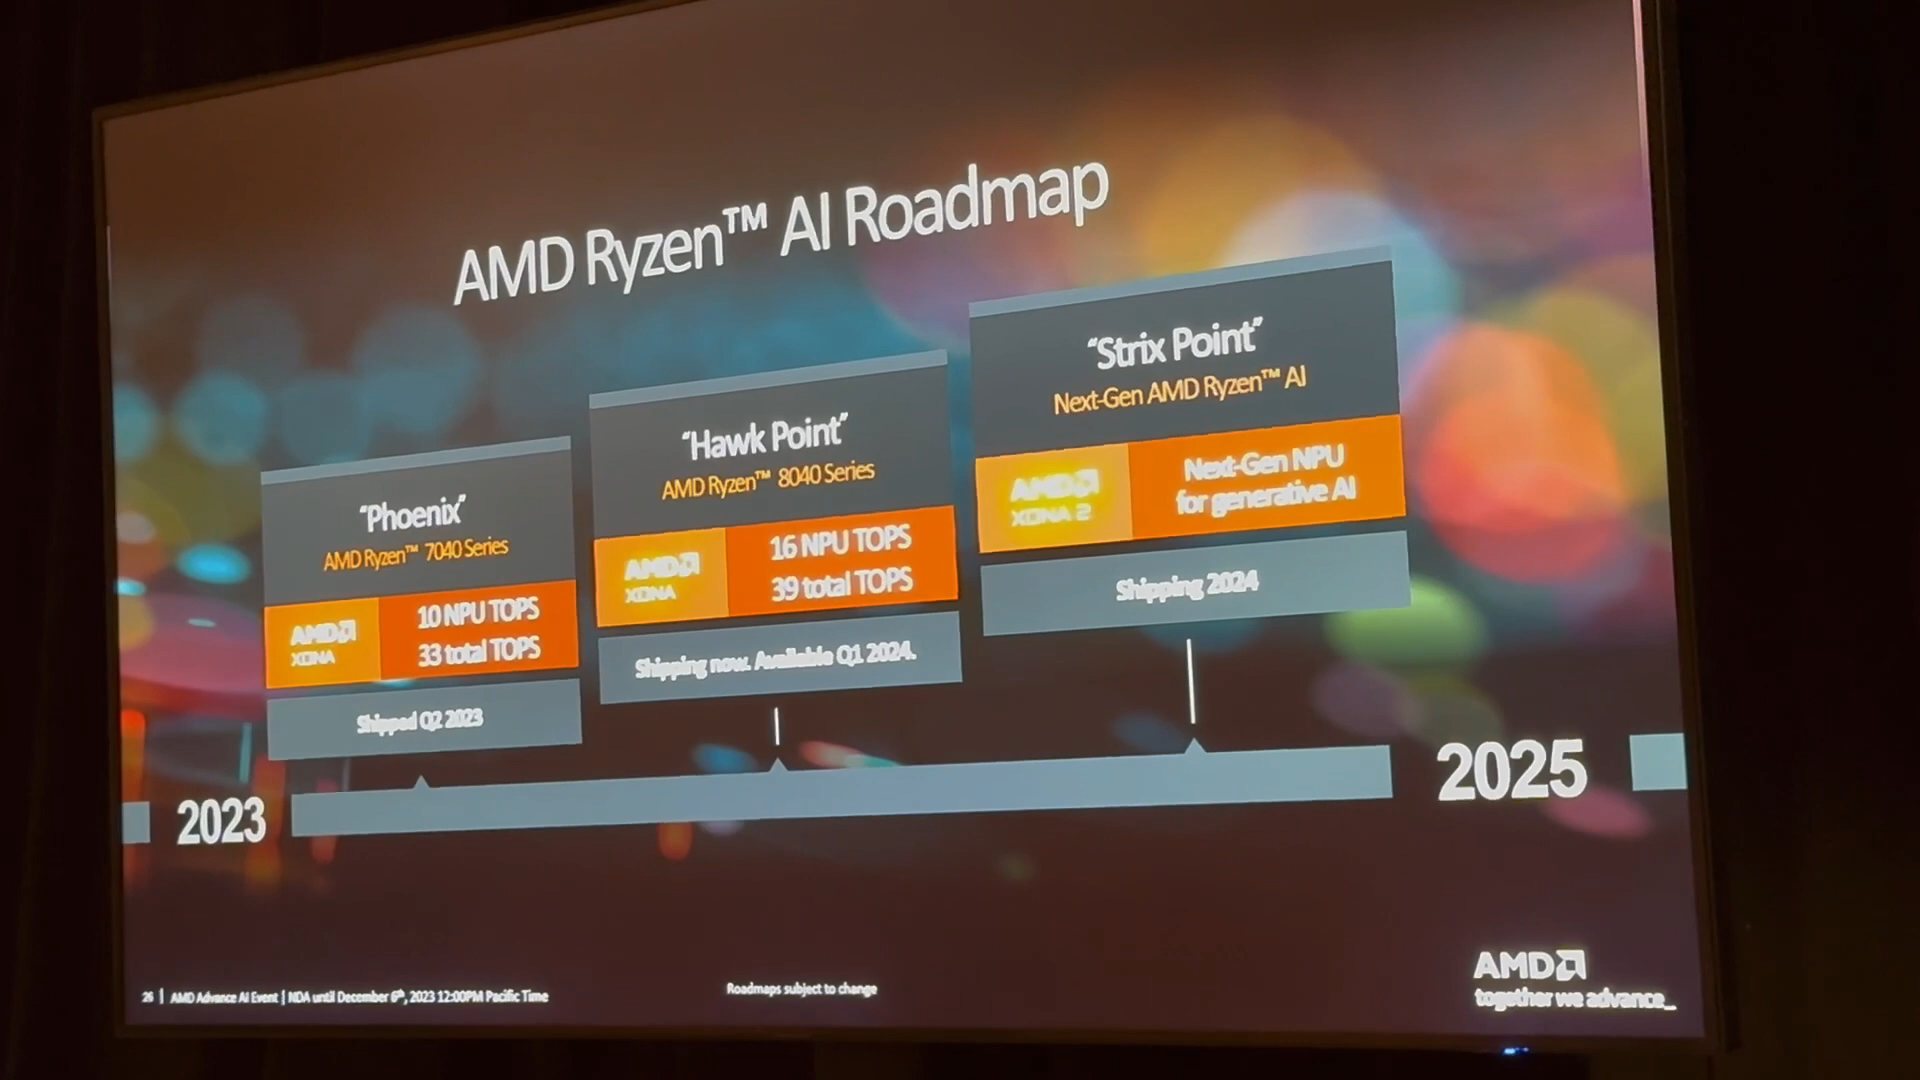 AMD Ryzen™ AI Roadmap
“Phoenix”
AMD Ryzen™ 7040 Series
AMD
XDNA
10 NPU TOPS
33 total TOPS
Shipped Q2 2023
“Hawk Point”
AMD Ryzen™ 8040 Series
AMD
XDNA
16 NPU TOPS
39 total TOPS
Shipping now. Available Q1 2024.
“Strix Point”
Next-Gen AMD Ryzen™ AI
AMD
XDNA 2
Next-Gen NPU
for generative AI
Shipping 2024
2023
2025
26 | AMD Advance AI Event | NDA until December 6th, 2023 12:00PM Pacific Time
Roadmaps subject to change
AMD
together we advance_